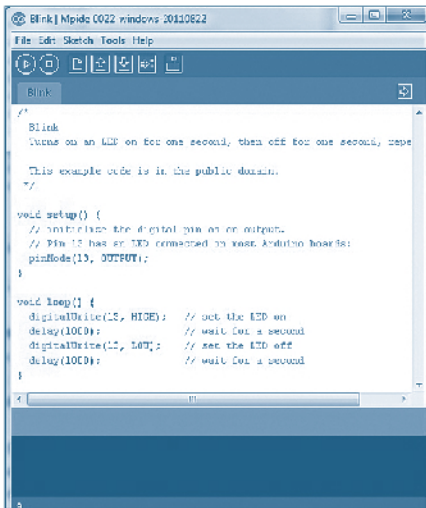 Blink | Mpide 0022-windows-20110822
File Edit Sketch Tools Help
Blink
/*
Blink
Turns on an LED on for one second, then off for one second, repe
This example code is in the public domain.
*/
void setup() {
// initialize the digital pin as an output.
// Pin 13 has an LED connected on most Arduino boards:
pinMode(13, OUTPUT);
}
void loop() {
digitalWrite(13, HIGH);   // set the LED on
delay(1000);              // wait for a second
digitalWrite(13, LOW);    // set the LED off
delay(1000);              // wait for a second
}